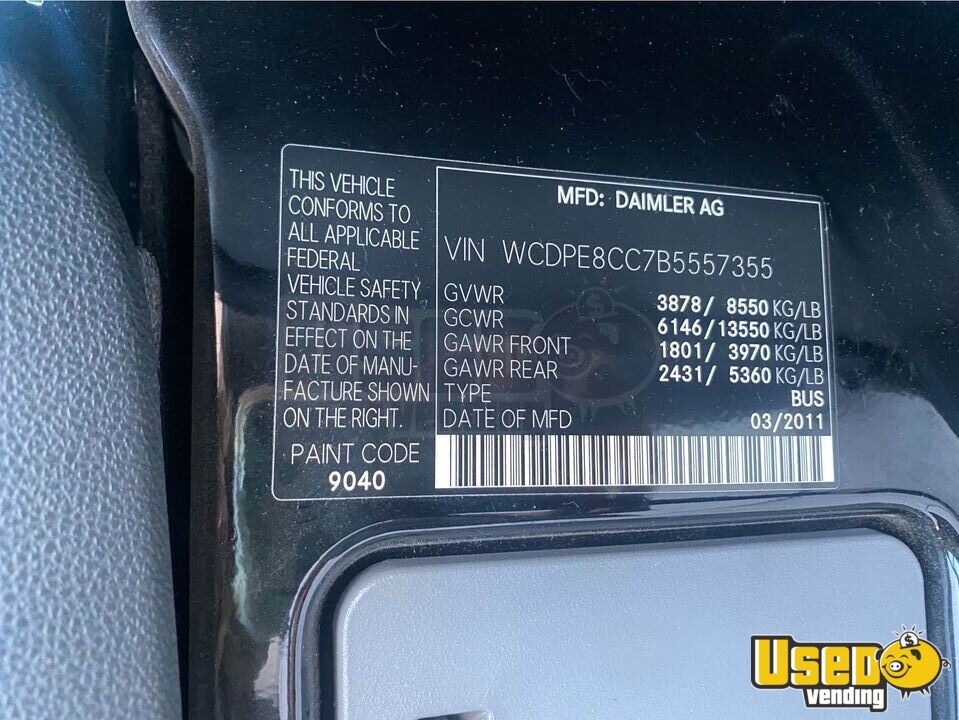 THIS VEHICLE
CONFORMS TO
ALL APPLICABLE
FEDERAL
VEHICLE SAFETY
STANDARDS IN
EFFECT ON THE
DATE OF MANU-
FACTURE SHOWN
ON THE RIGHT.
PAINT CODE
9040
MFD: DAIMLER AG
VIN WCDPE8CC7B5557355
GVWR 3878/ 8550 KG/LB
GCWR 6146/13550 KG/LB
GAWR FRONT 1801/ 3970 KG/LB
GAWR REAR 2431/ 5360 KG/LB
TYPE BUS
DATE OF MFD 03/2011
USED
vending